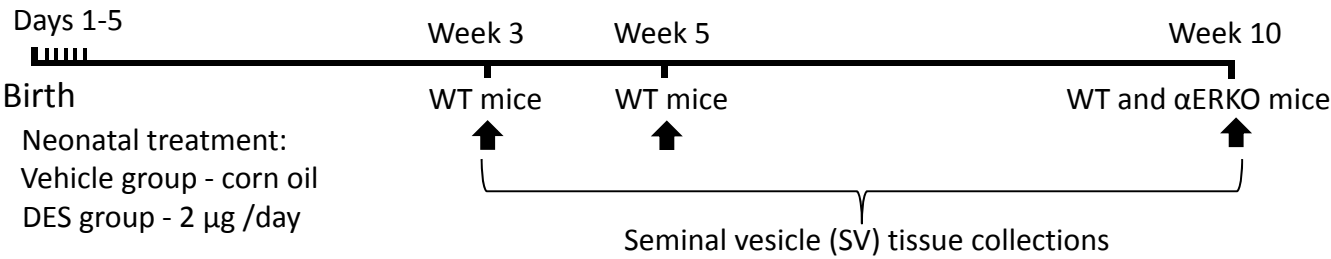 Days 1-5
Week 3
Week 5
Week 10
Birth
WT mice
WT mice
WT and αERKO mice
Neonatal treatment:
Vehicle group - corn oil
DES group - 2 µg /day
Seminal vesicle (SV) tissue collections